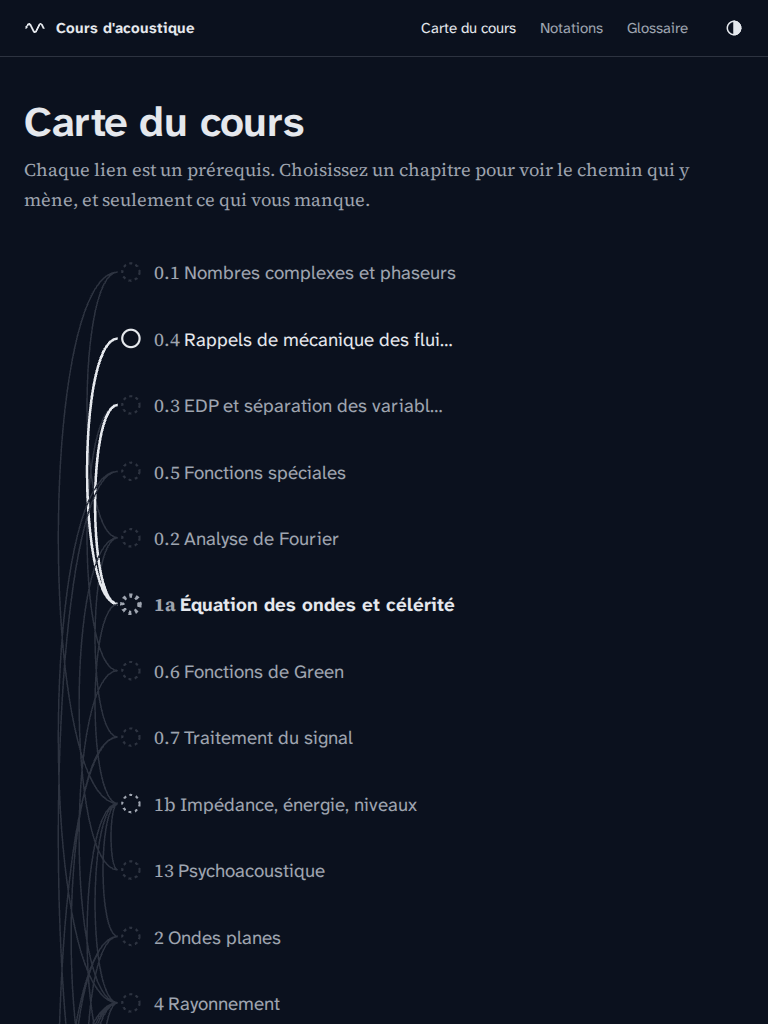 Cours d'acoustique
Carte du cours
Notations
Glossaire
Carte du cours
Chaque lien est un prérequis. Choisissez un chapitre pour voir le chemin qui y
mène, et seulement ce qui vous manque.
0.1 Nombres complexes et phaseurs
0.4 Rappels de mécanique des flui...
0.3 EDP et séparation des variabl...
0.5 Fonctions spéciales
0.2 Analyse de Fourier
1a Équation des ondes et célérité
0.6 Fonctions de Green
0.7 Traitement du signal
1b Impédance, énergie, niveaux
13 Psychoacoustique
2 Ondes planes
4 Rayonnement